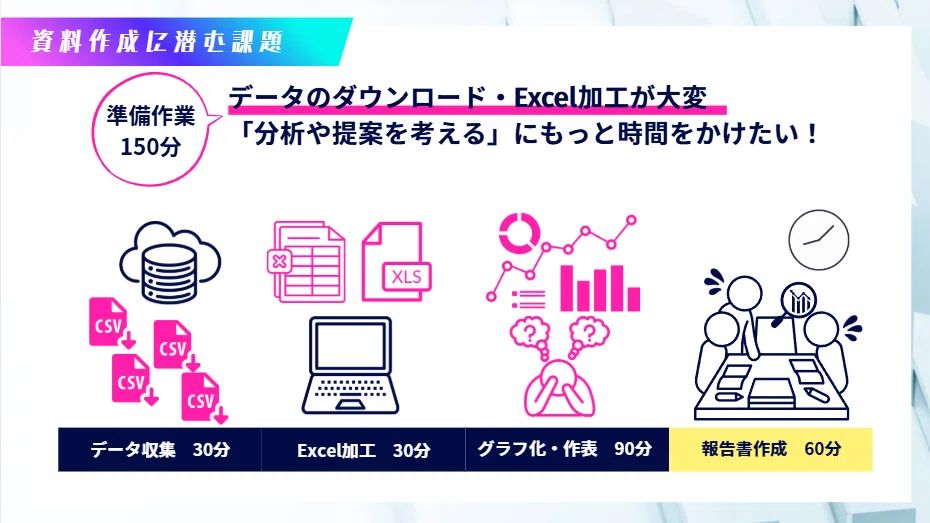 資料作成に潜む課題
準備作業
150分
データのダウンロード・Excel加工が大変
「分析や提案を考える」にもっと時間をかけたい！
XLS
CSV
CSV
CSV
CSV
?
?
データ収集　30分
Excel加工　30分
グラフ化・作表　90分
報告書作成　60分